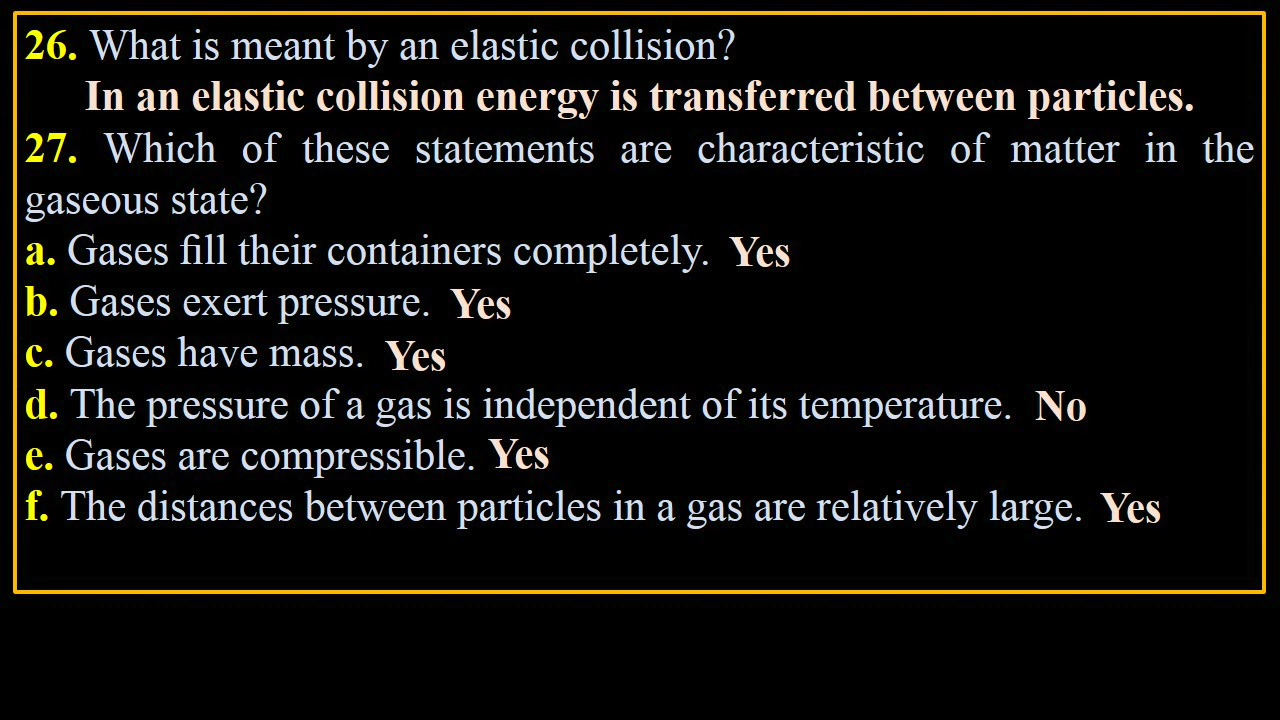 26. What is meant by an elastic collision?
In an elastic collision energy is transferred between particles.
27. Which of these statements are characteristic of matter in the
gaseous state?
a. Gases fill their containers completely. Yes
b. Gases exert pressure. Yes
c. Gases have mass. Yes
d. The pressure of a gas is independent of its temperature. No
e. Gases are compressible. Yes
f. The distances between particles in a gas are relatively large. Yes